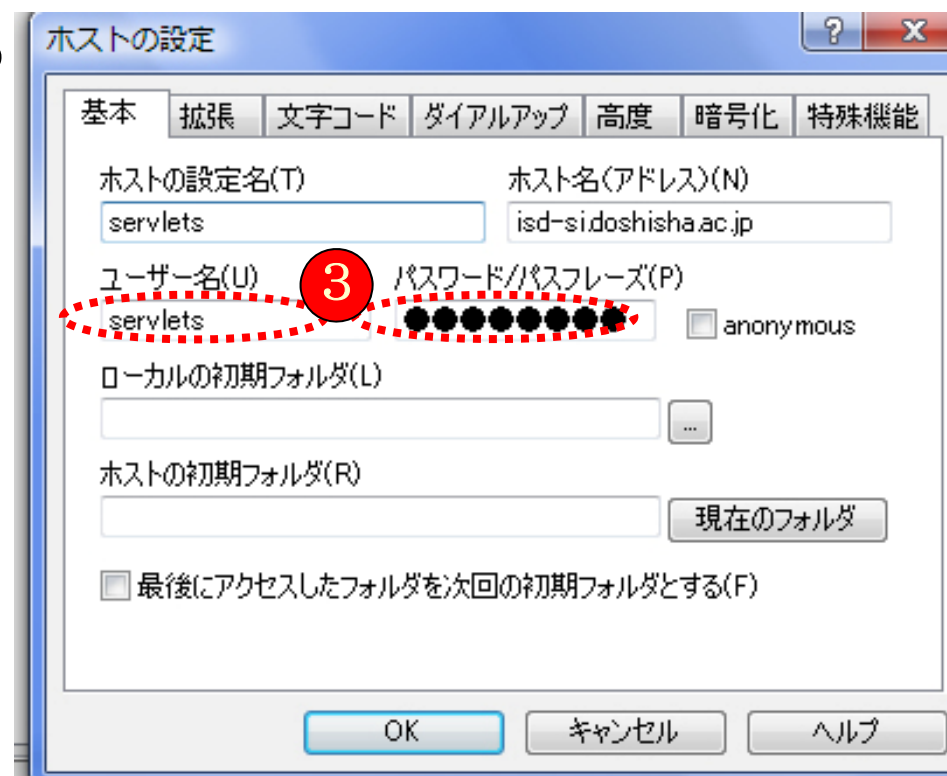 ホストの設定
基本 拡張 文字コード ダイアルアップ 高度 暗号化 特殊機能
ホストの設定名(T) ホスト名(アドレス)(N)
servlets isd-si.doshisha.ac.jp
ユーザー名(U) 3 パスワード/パスフレーズ(P)
servlets ●●●●●●●● anonymous
ローカルの初期フォルダ(L)
...
ホストの初期フォルダ(R)
現在のフォルダ
最後にアクセスしたフォルダを次回の初期フォルダとする(F)
OK キャンセル ヘルプ